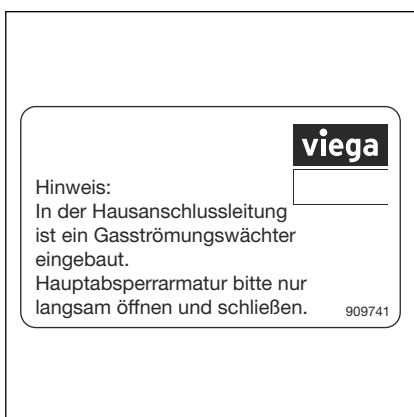 viega
Hinweis:
In der Hausanschlussleitung
ist ein Gasströmungswächter
eingebaut.
Hauptabsperrarmatur bitte nur
langsam öffnen und schließen.
909741